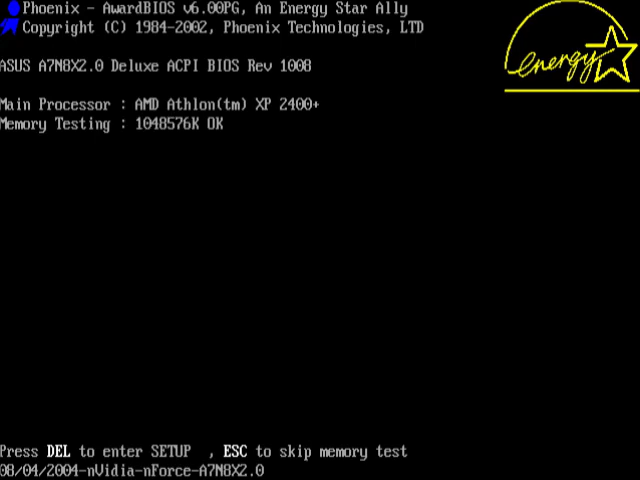 Phoenix - AwardBIOS v6.00PG, An Energy Star Ally
Copyright (C) 1984-2002, Phoenix Technologies, LTD
energy
ASUS A7N8X2.0 Deluxe ACPI BIOS Rev 1008
Main Processor : AMD Athlon(tm) XP 2400+
Memory Testing : 1048576K OK
Press DEL to enter SETUP , ESC to skip memory test
08/04/2004-nVidia-nForce-A7N8X2.0